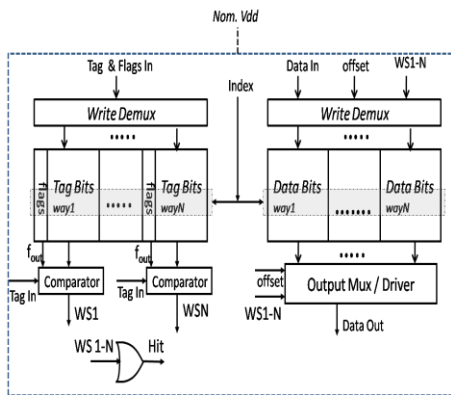 Nom. Vdd
Tag & Flags In
Data In
offset
WS1-N
Index
Write Demux
Write Demux
.....
.....
flags
Tag Bits
way1
.....
flags
Tag Bits
wayN
Data Bits
way1
.......
Data Bits
wayN
fout
fout
.....
Comparator
Comparator
Output Mux / Driver
offset
Tag In
Tag In
WS1-N
WS1
WSN
Data Out
WS 1-N
Hit